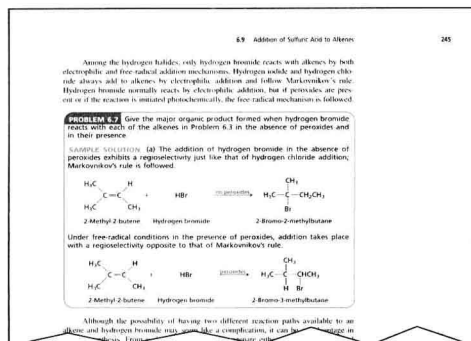 6.9 Addition of Sulfuric Acid to Alkenes 245
Among the hydrogen halides, only hydrogen bromide reacts with alkenes by both
electrophilic and free-radical addition mechanisms. Hydrogen iodide and hydrogen chlo-
ride always add to alkenes by electrophilic addition and follow Markovnikov's rule.
Hydrogen bromide normally reacts by electrophilic addition, but if peroxides are pres-
ent or if the reaction is initiated photochemically, the free-radical mechanism is followed.
PROBLEM 6.7 Give the major organic product formed when hydrogen bromide
reacts with each of the alkenes in Problem 6.3 in the absence of peroxides and
in their presence.
SAMPLE SOLUTION (a) The addition of hydrogen bromide in the absence of
peroxides exhibits a regioselectivity just like that of hydrogen chloride addition;
Markovnikov's rule is followed.
CH₃
H₃C H
C=C + HBr no peroxides H₃C-C-CH₂CH₃
H₃C CH₃ Br
2-Methyl-2-butene Hydrogen bromide 2-Bromo-2-methylbutane
Under free-radical conditions in the presence of peroxides, addition takes place
with a regioselectivity opposite to that of Markovnikov's rule.
CH₃
H₃C H
C=C + HBr peroxides H₃C-C-CHCH₃
H₃C CH₃ H Br
2-Methyl-2-butene Hydrogen bromide 2-Bromo-3-methylbutane
Although the possibility of having two different reaction paths available to an
alkene and hydrogen bromide may seem like a complication, it can be